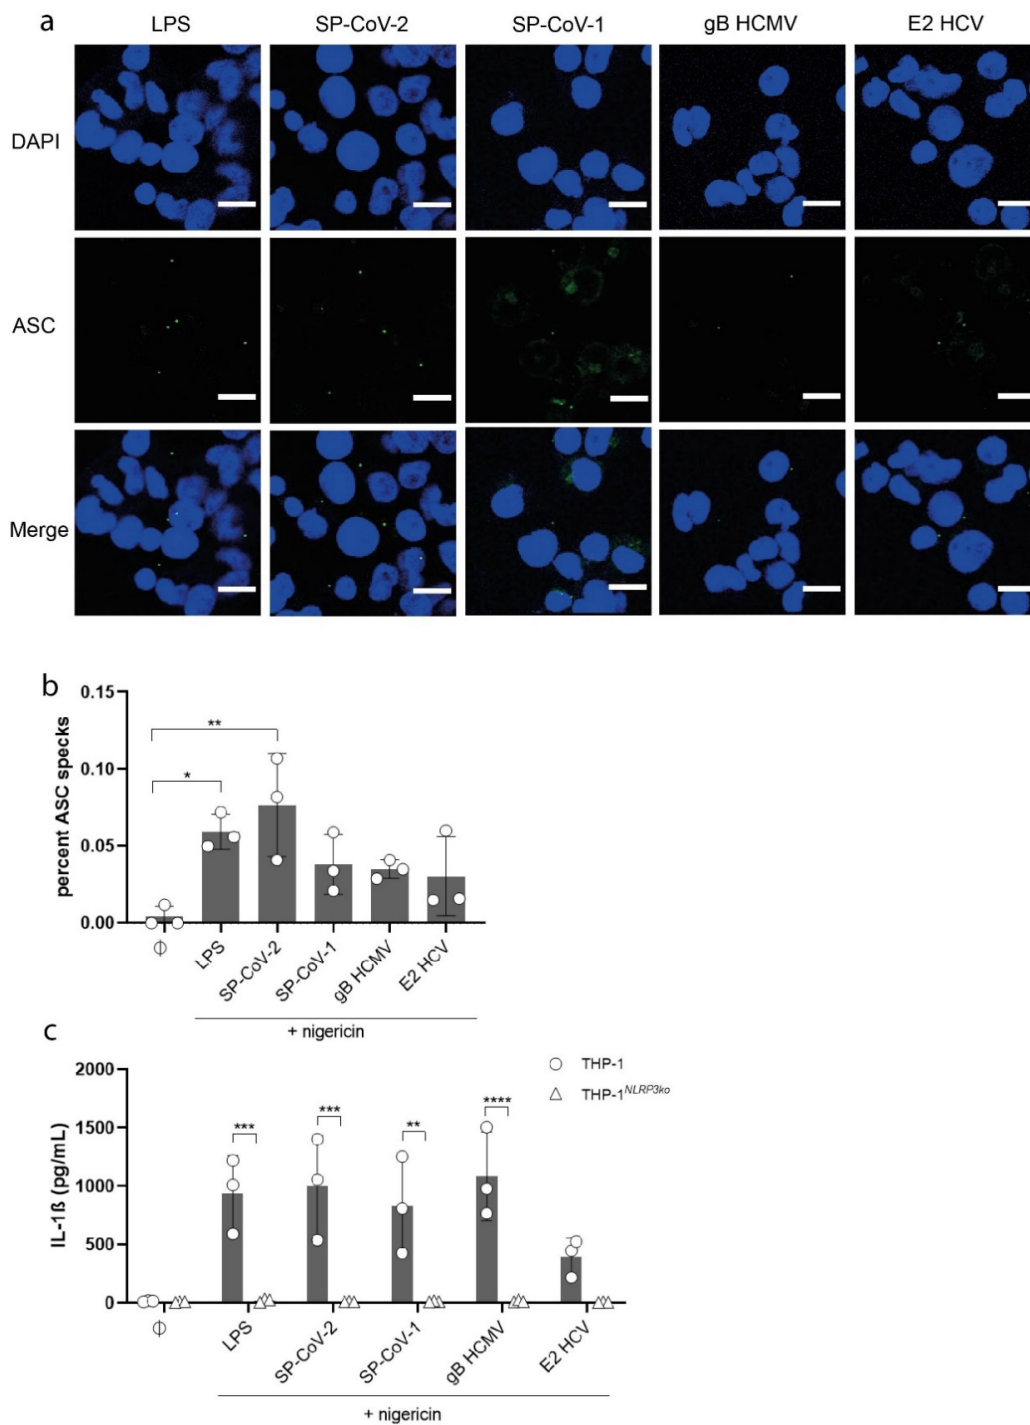 a
LPS SP-CoV-2 SP-CoV-1 gB HCMV E2 HCV
DAPI
ASC
Merge
b
percent ASC specks
0.15
0.10
0.05
0.00
**
*
Φ LPS SP-CoV-2 SP-CoV-1 gB HCMV E2 HCV
+ nigericin
c
IL-1ß (pg/mL)
2000
1500
1000
500
0
THP-1
THP-1NLRP3ko
*** *** ** ****
Φ LPS SP-CoV-2 SP-CoV-1 gB HCMV E2 HCV
+ nigericin